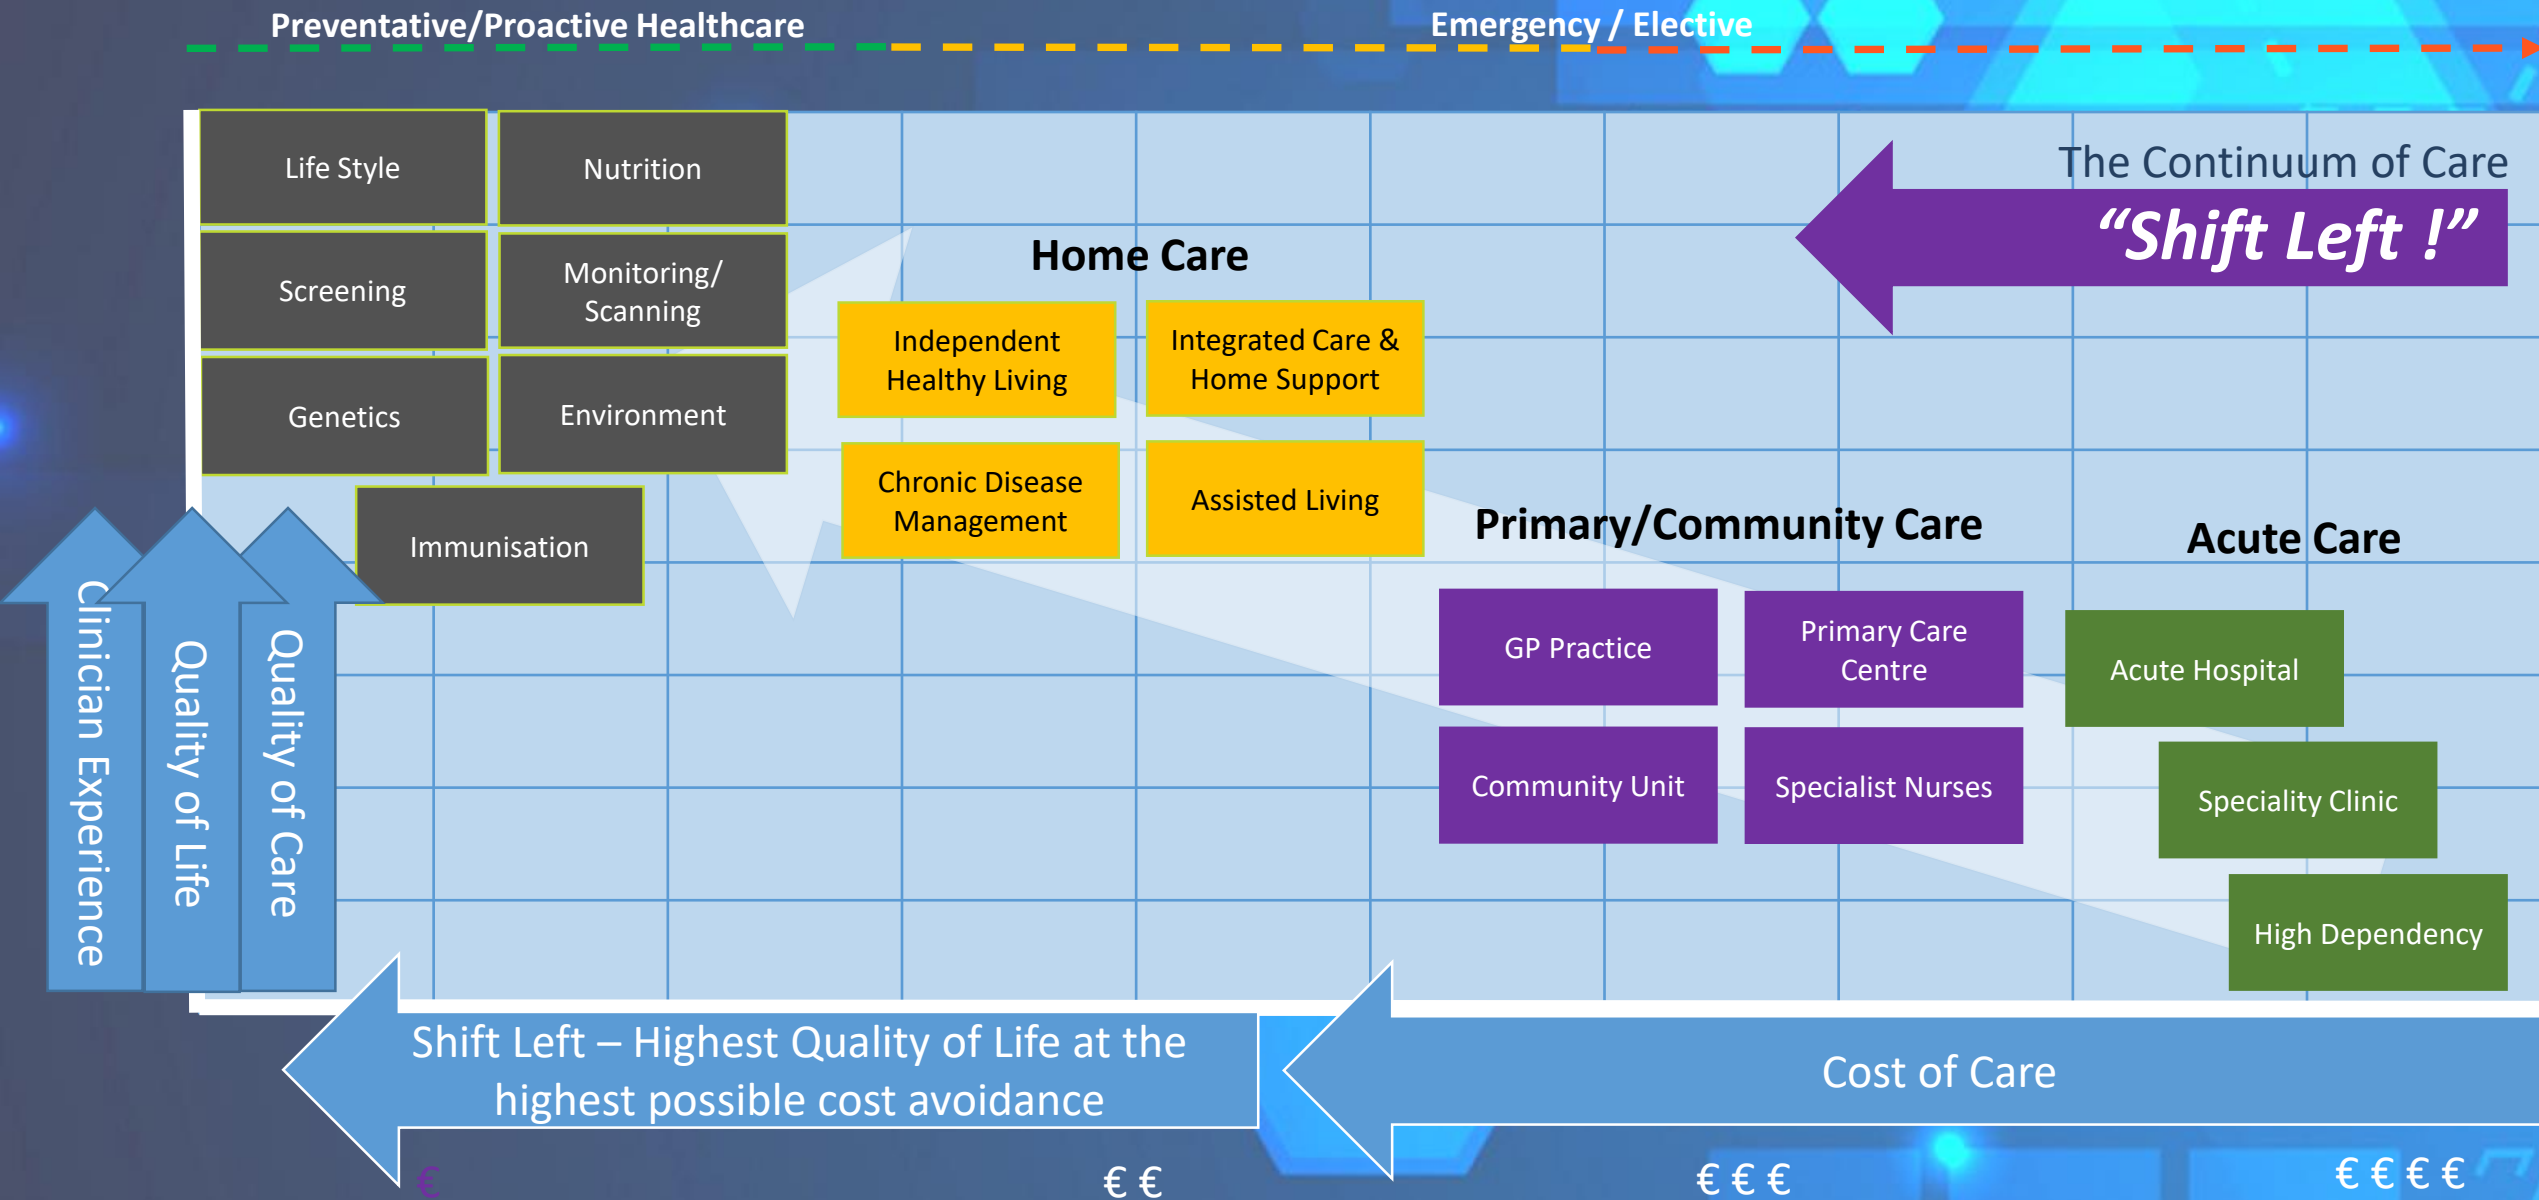 Preventative/Proactive Healthcare
Emergency / Elective
The Continuum of Care
“Shift Left !”
Life Style
Nutrition
Screening
Monitoring/
Scanning
Genetics
Environment
Immunisation
Home Care
Independent
Healthy Living
Integrated Care &
Home Support
Chronic Disease
Management
Assisted Living
Primary/Community Care
GP Practice
Primary Care
Centre
Community Unit
Specialist Nurses
Acute Care
Acute Hospital
Speciality Clinic
High Dependency
Clinician Experience
Quality of Life
Quality of Care
Shift Left – Highest Quality of Life at the
highest possible cost avoidance
Cost of Care
€
€ €
€ € €
€ € € €